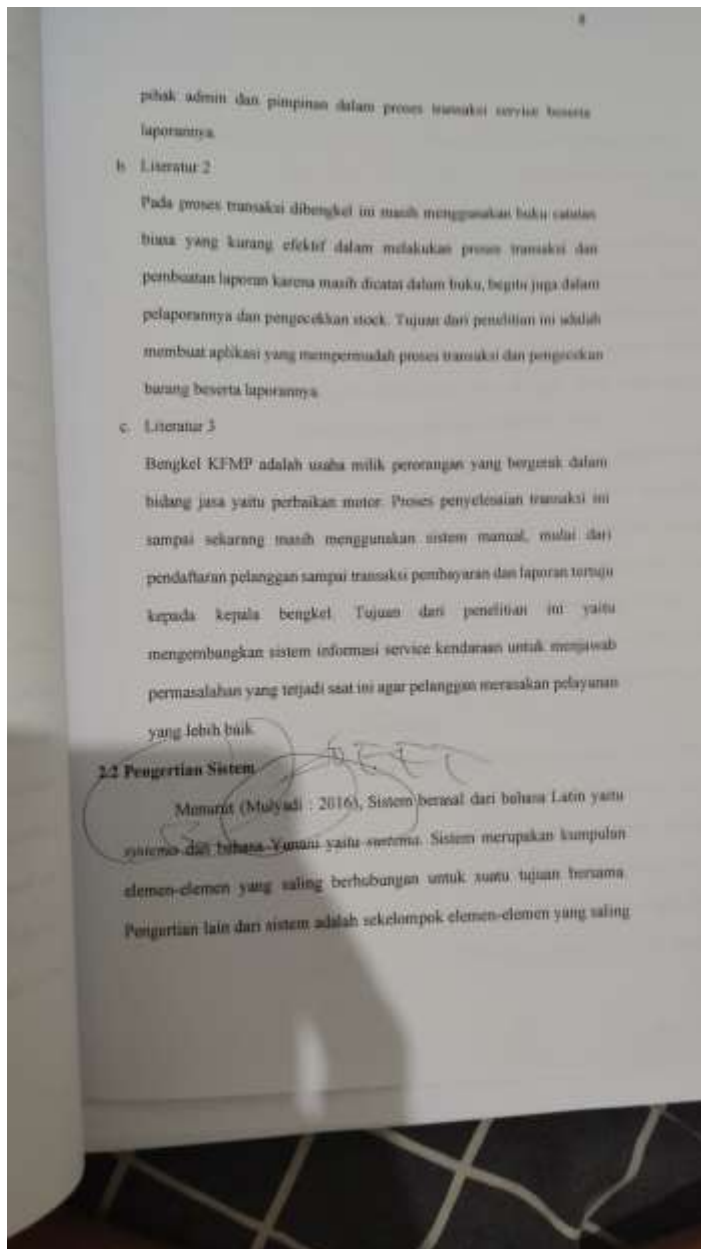 8
pihak admin dan pimpinan dalam proses transaksi service beserta
laporannya.
b. Literatur 2
Pada proses transaksi dibengkel ini masih menggunakan buku catatan
biasa yang kurang efektif dalam melakukan proses transaksi dan
pembuatan laporan karena masih dicatat dalam buku, begitu juga dalam
pelaporannya dan pengecekkan stock. Tujuan dari penelitian ini adalah
membuat aplikasi yang mempermudah proses transaksi dan pengecekan
barang beserta laporannya.
c. Literatur 3
Bengkel KFMP adalah usaha milik perorangan yang bergerak dalam
bidang jasa yaitu perbaikan motor. Proses penyelesaian transaksi ini
sampai sekarang masih menggunakan sistem manual, mulai dari
pendaftaran pelanggan sampai transaksi pembayaran dan laporan tertuju
kepada kepala bengkel. Tujuan dari penelitian ini yaitu
mengembangkan sistem informasi service kendaraan untuk menjawab
permasalahan yang terjadi saat ini agar pelanggan merasakan pelayanan
yang lebih baik.
2.2 Pengertian Sistem
Menurut (Mulyadi : 2016), Sistem berasal dari bahasa Latin yaitu
dan bahasa Yunani yaitu sustema. Sistem merupakan kumpulan
elemen-elemen yang saling berhubungan untuk suatu tujuan bersama.
Pengertian lain dari sistem adalah sekelompok elemen-elemen yang saling